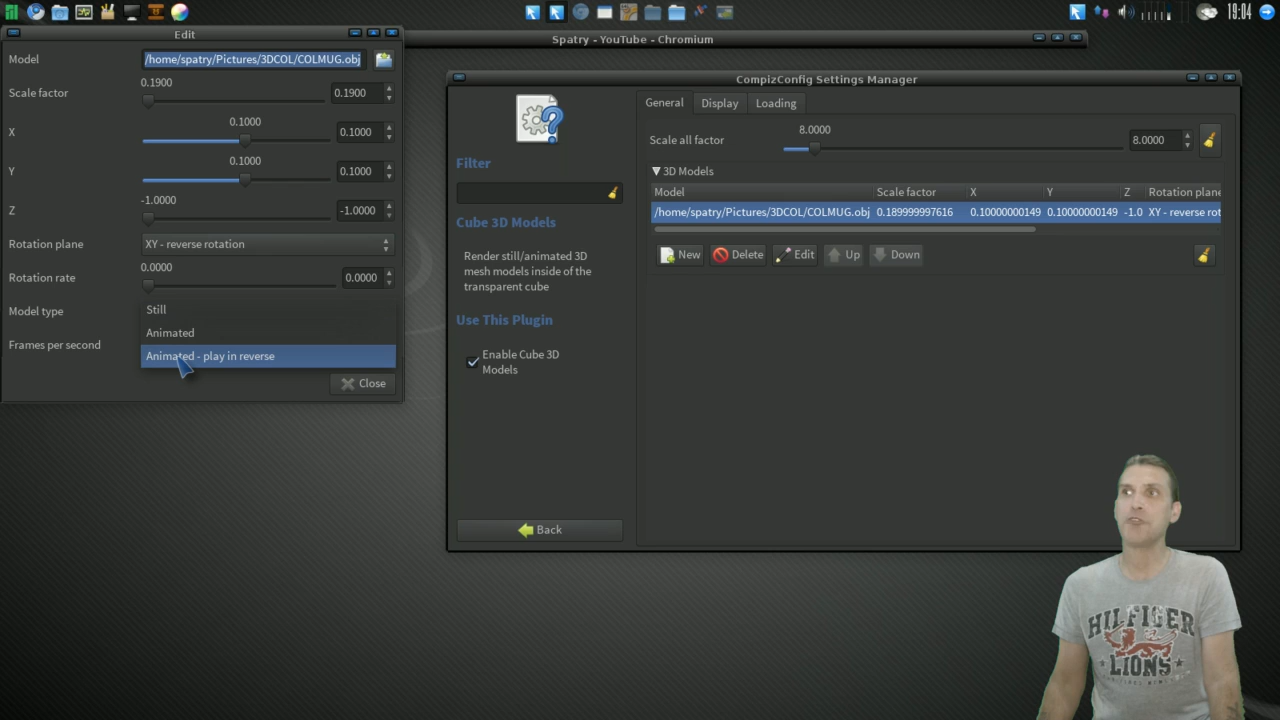 19:04
Edit
Model
/home/spatry/Pictures/3DCOL/COLMUG.obj
Scale factor
0.1900
0.1900
X
0.1000
0.1000
Y
0.1000
0.1000
Z
-1.0000
-1.0000
Rotation plane
XY - reverse rotation
Rotation rate
0.0000
0.0000
Model type
Still
Animated
Animated - play in reverse
Frames per second
Close
Spatry - YouTube - Chromium
CompizConfig Settings Manager
Filter
Cube 3D Models
Render still/animated 3D
mesh models inside of the
transparent cube
Use This Plugin
Enable Cube 3D
Models
Back
General Display Loading
Scale all factor
8.0000
8.0000
3D Models
Model Scale factor X Y Z Rotation plane
/home/spatry/Pictures/3DCOL/COLMUG.obj 0.189999997616 0.10000000149 0.10000000149 -1.0 XY - reverse rot
New Delete Edit Up Down
HILFIGER
LIONS